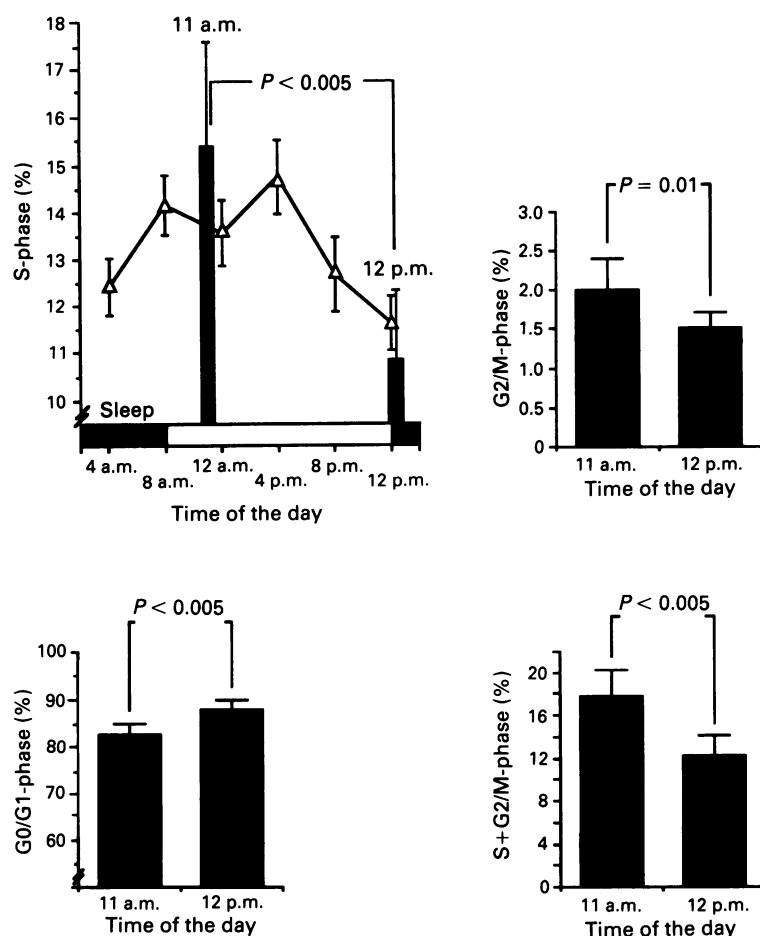 18
17
16
15
14
13
12
11
10
S-phase (%)
11 a.m.
P < 0.005
12 p.m.
Sleep
4 a.m.
8 a.m.
12 a.m.
4 p.m.
8 p.m.
12 p.m.
Time of the day
P = 0.01
3.0
2.5
2.0
1.5
1.0
0.5
0
G2/M-phase (%)
11 a.m.
12 p.m.
Time of the day
P < 0.005
100
90
80
70
60
G0/G1-phase (%)
11 a.m.
12 p.m.
Time of the day
P < 0.005
20
16
12
8
4
0
S+G2/M-phase (%)
11 a.m.
12 p.m.
Time of the day